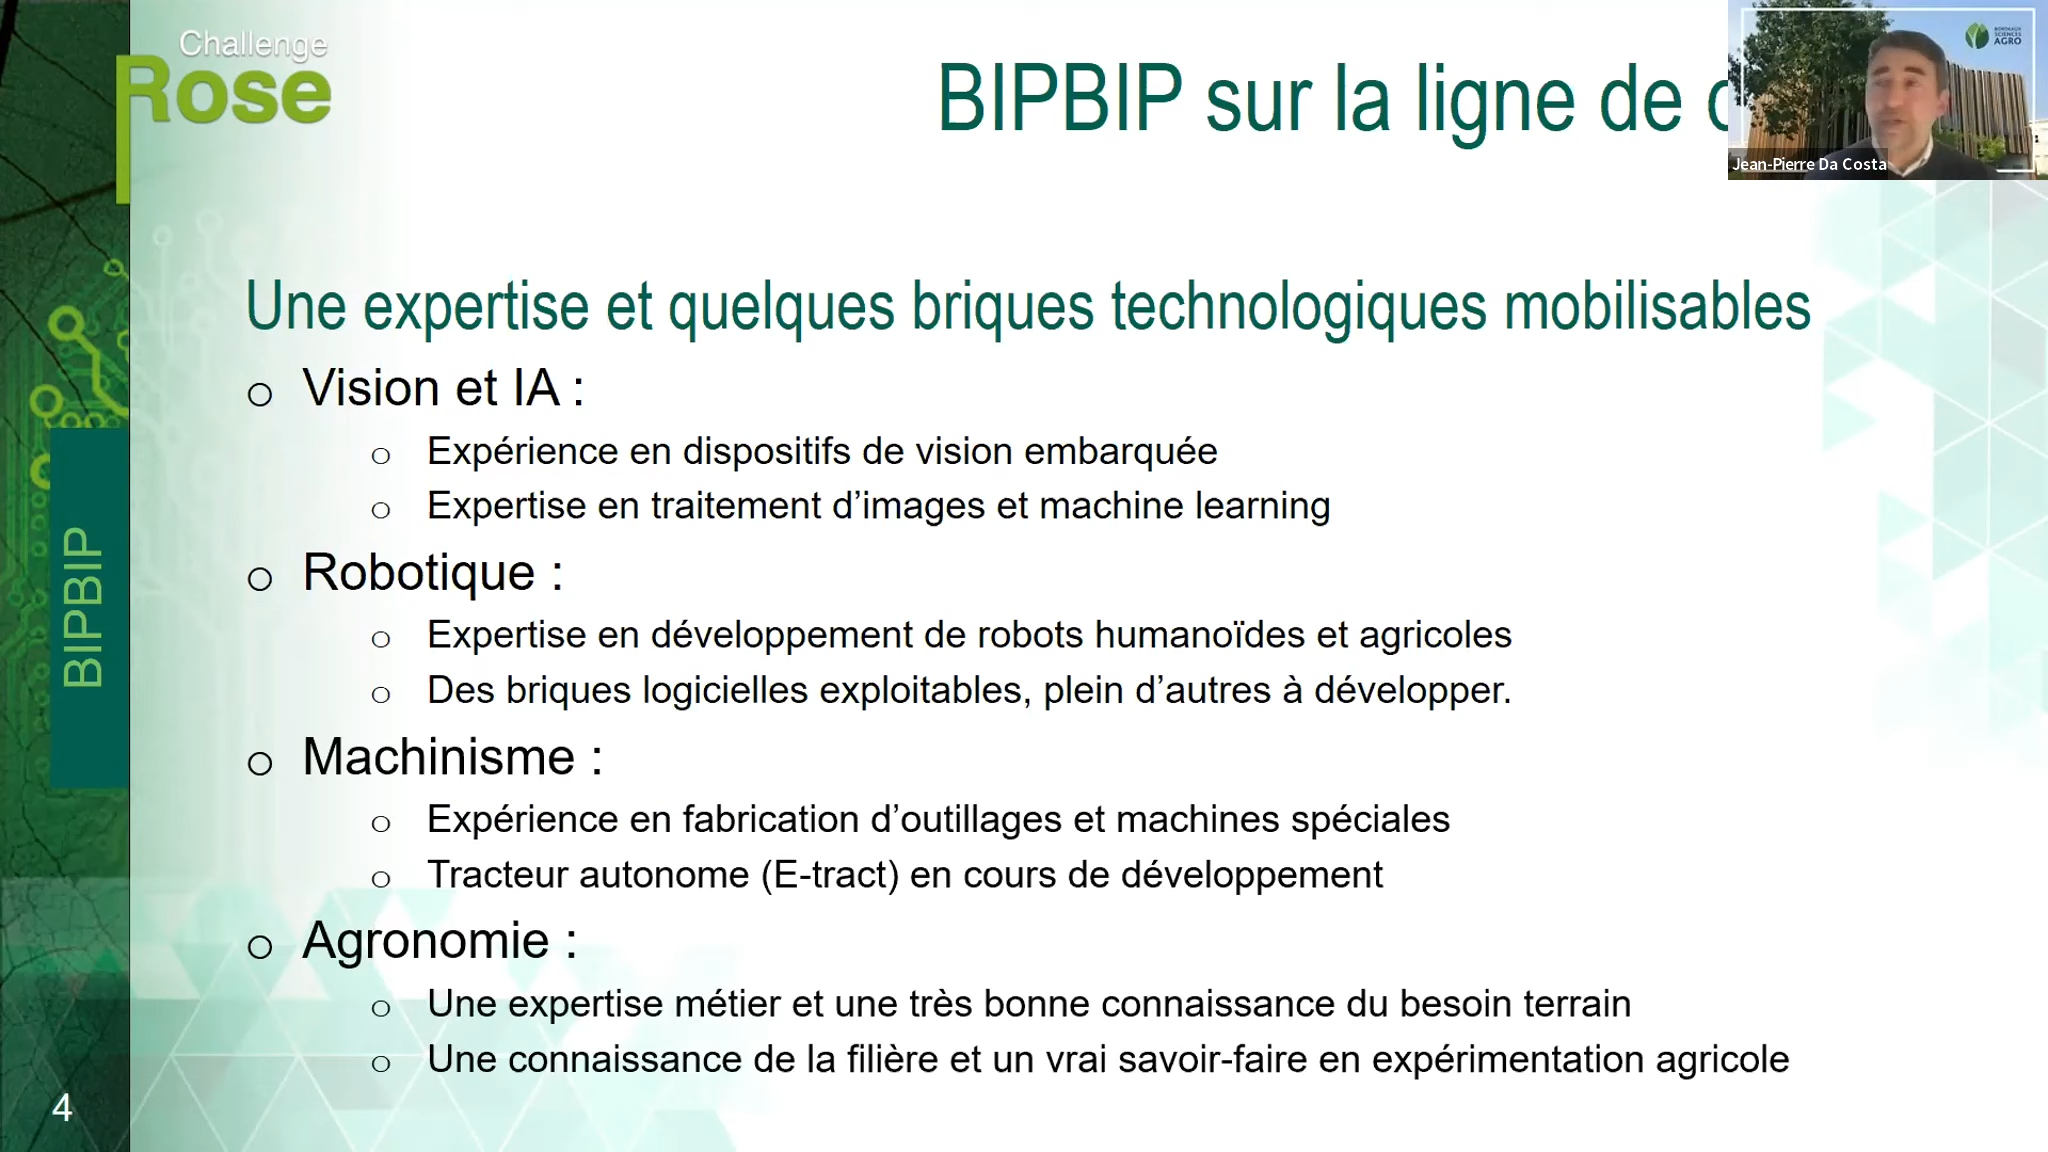 Challenge
Rose
BIPBIP sur la ligne de
BORDEAUX
SCIENCES
AGRO
Jean-Pierre Da Costa
Une expertise et quelques briques technologiques mobilisables
o Vision et IA :
o Expérience en dispositifs de vision embarquée
o Expertise en traitement d’images et machine learning
o Robotique :
o Expertise en développement de robots humanoïdes et agricoles
o Des briques logicielles exploitables, plein d’autres à développer.
o Machinisme :
o Expérience en fabrication d’outillages et machines spéciales
o Tracteur autonome (E-tract) en cours de développement
o Agronomie :
o Une expertise métier et une très bonne connaissance du besoin terrain
o Une connaissance de la filière et un vrai savoir-faire en expérimentation agricole
BIPBIP
4